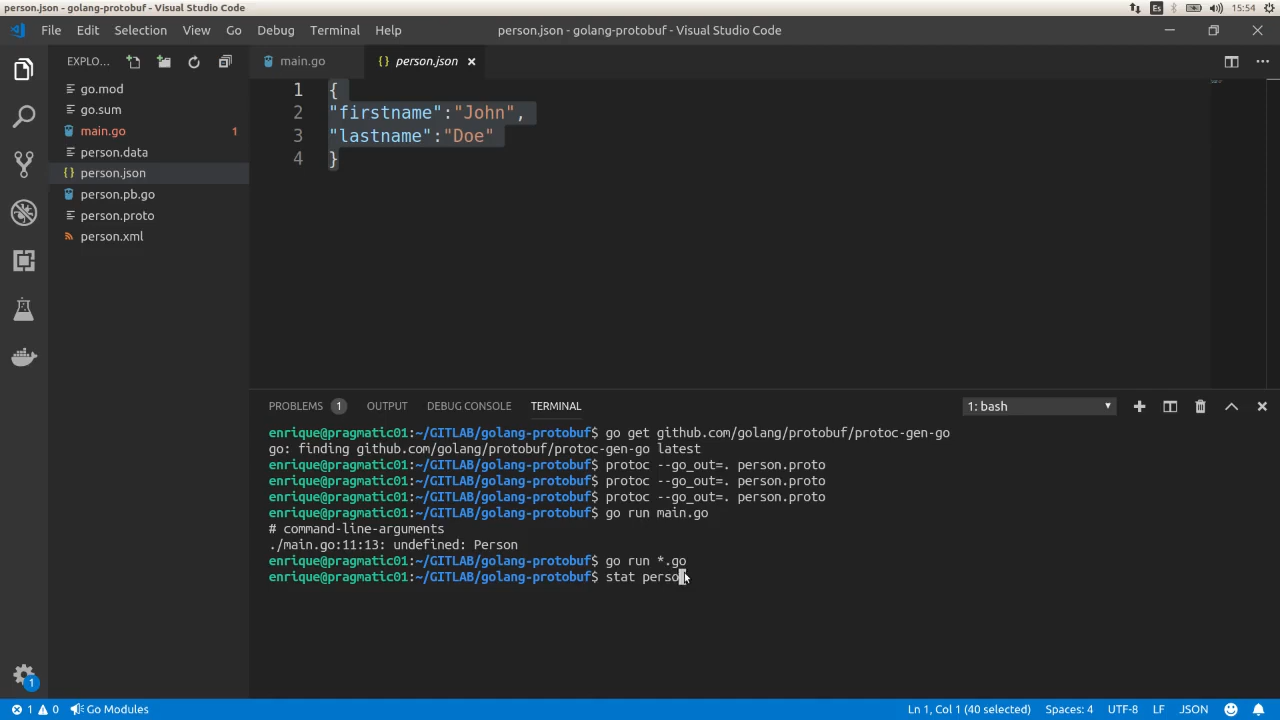 person.json - golang-protobuf - Visual Studio Code
Es
15:54
File Edit Selection View Go Debug Terminal Help
person.json - golang-protobuf - Visual Studio Code
EXPLO...
go.mod
go.sum
main.go 1
person.data
person.json
person.pb.go
person.proto
person.xml
main.go
{ } person.json
1 {
2 "firstname":"John",
3 "lastname":"Doe"
4 }
PROBLEMS 1 OUTPUT DEBUG CONSOLE TERMINAL
1: bash
enrique@pragmatic01:~/GITLAB/golang-protobuf$ go get github.com/golang/protobuf/protoc-gen-go
go: finding github.com/golang/protobuf/protoc-gen-go latest
enrique@pragmatic01:~/GITLAB/golang-protobuf$ protoc --go_out=. person.proto
enrique@pragmatic01:~/GITLAB/golang-protobuf$ protoc --go_out=. person.proto
enrique@pragmatic01:~/GITLAB/golang-protobuf$ protoc --go_out=. person.proto
enrique@pragmatic01:~/GITLAB/golang-protobuf$ go run main.go
# command-line-arguments
./main.go:11:13: undefined: Person
enrique@pragmatic01:~/GITLAB/golang-protobuf$ go run *.go
enrique@pragmatic01:~/GITLAB/golang-protobuf$ stat perso
1
1 0 Go Modules
Ln 1, Col 1 (40 selected) Spaces: 4 UTF-8 LF JSON